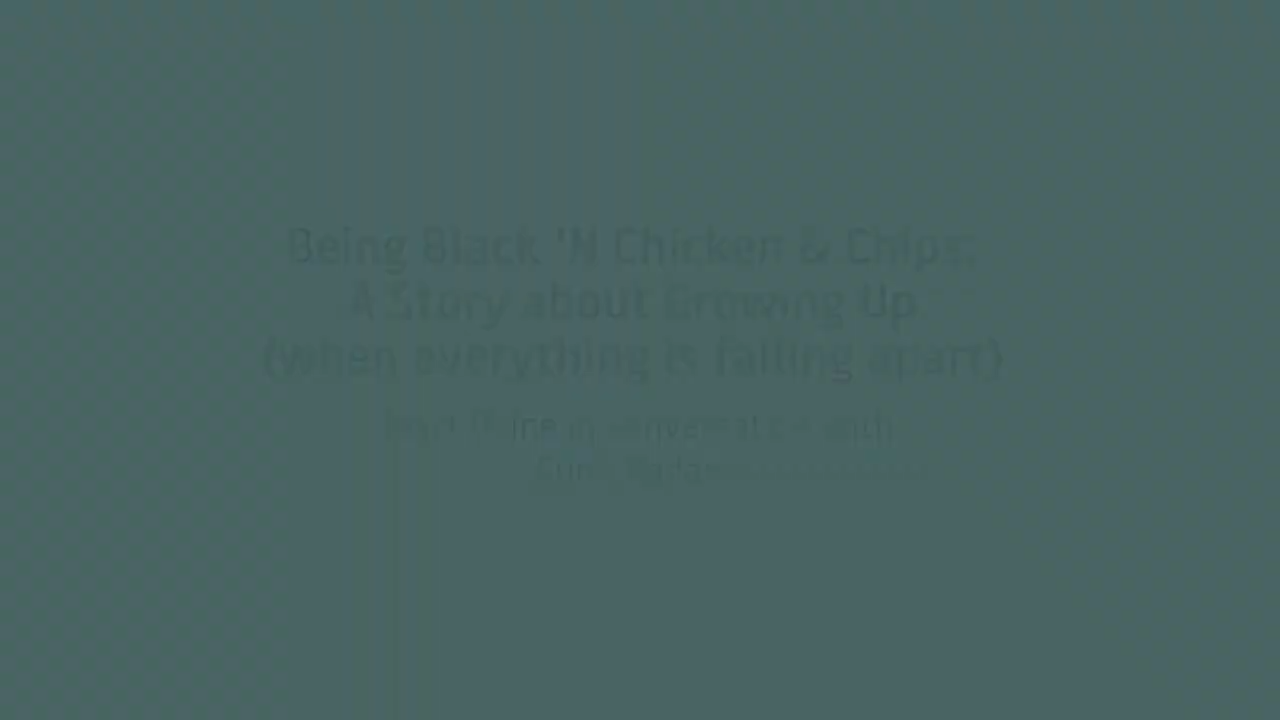 Being Black 'N Chicken & Chips:
A Story about Growing Up
(when everything is falling apart)
in conversation with